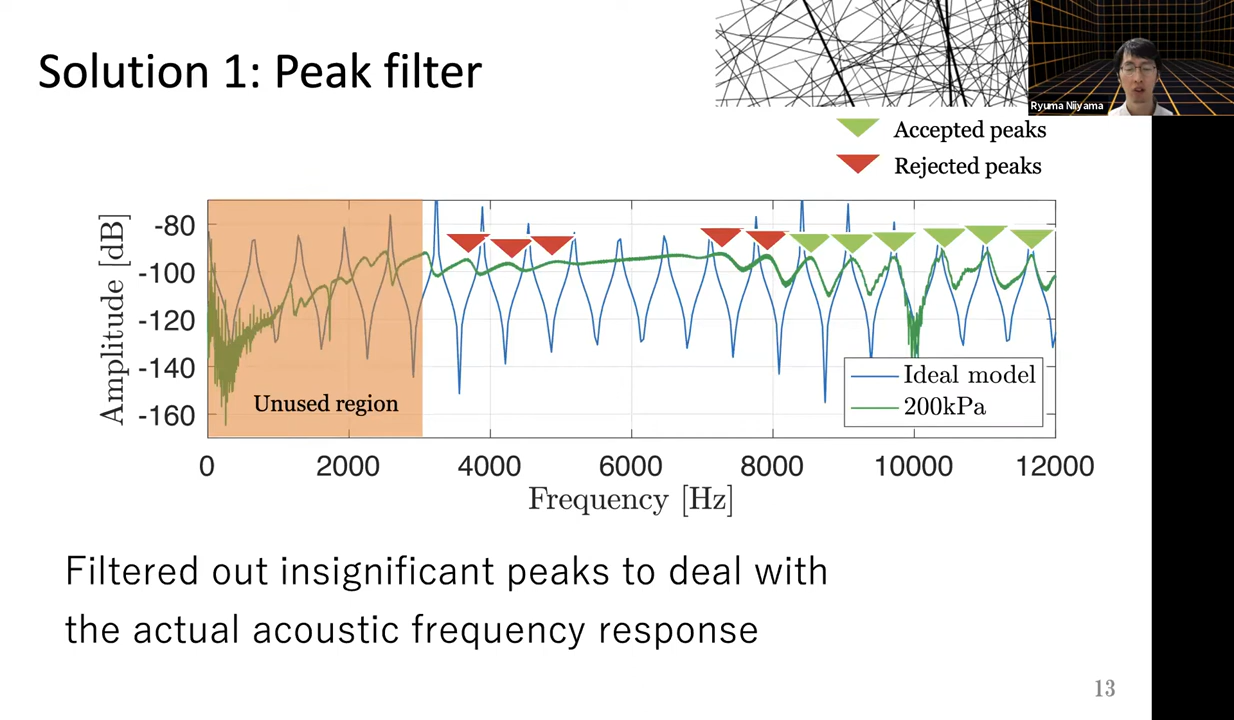 Solution 1: Peak filter
Ryuma Niiyama
Accepted peaks
Rejected peaks
Amplitude [dB]
-80
-100
-120
-140
-160
Unused region
Ideal model
200kPa
0 2000 4000 6000 8000 10000 12000
Frequency [Hz]
Filtered out insignificant peaks to deal with
the actual acoustic frequency response
13